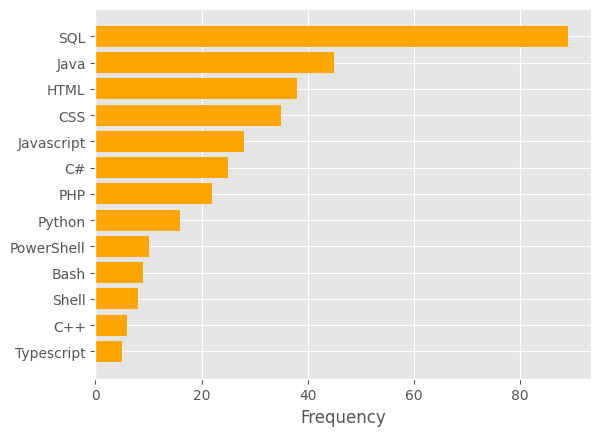 SQL
Java
HTML
CSS
Javascript
C#
PHP
Python
PowerShell
Bash
Shell
C++
Typescript
0 20 40 60 80
Frequency